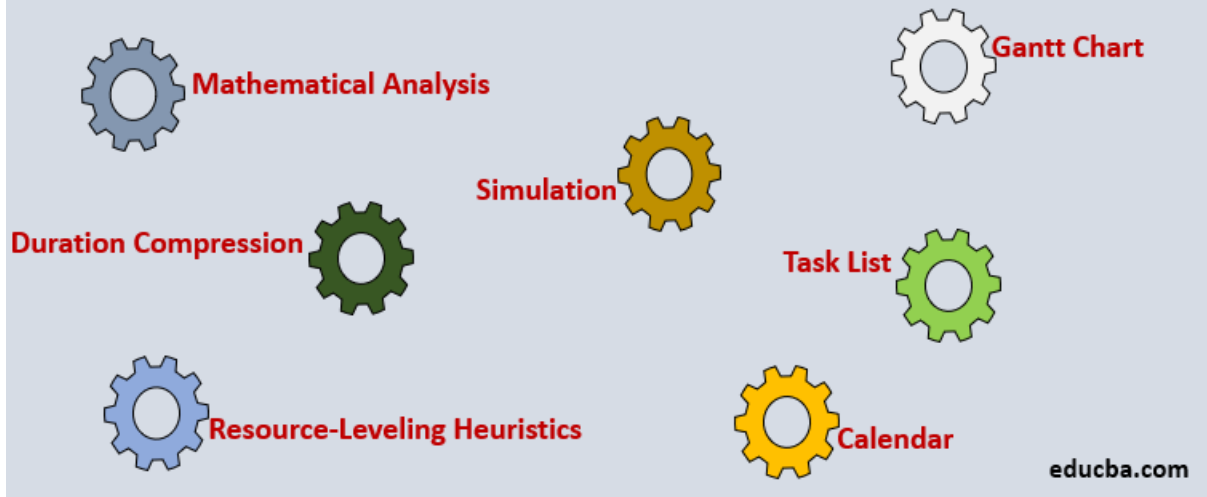 Gantt Chart
Mathematical Analysis
Simulation
Duration Compression
Task List
Resource-Leveling Heuristics
Calendar
educba.com